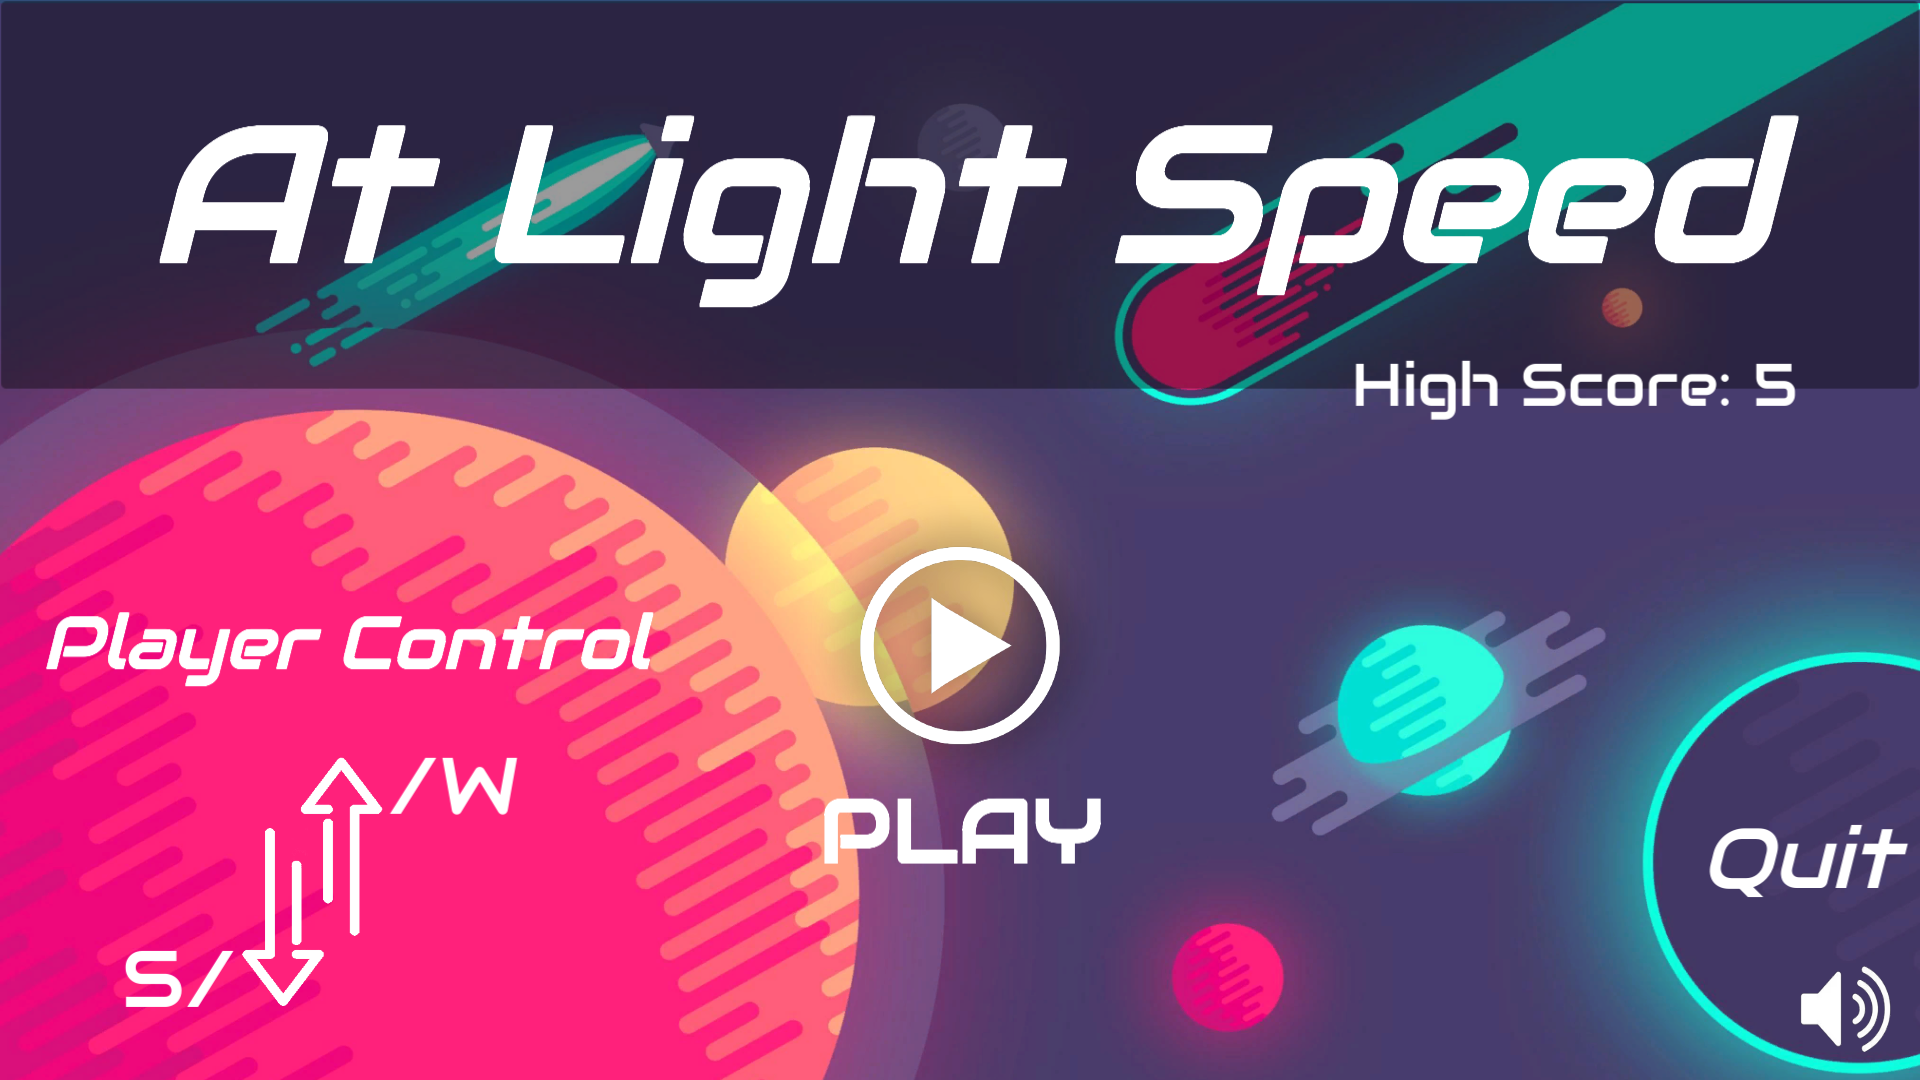 At Light Speed
High Score: 5
Player Control
/W
S/
PLAY
Quit